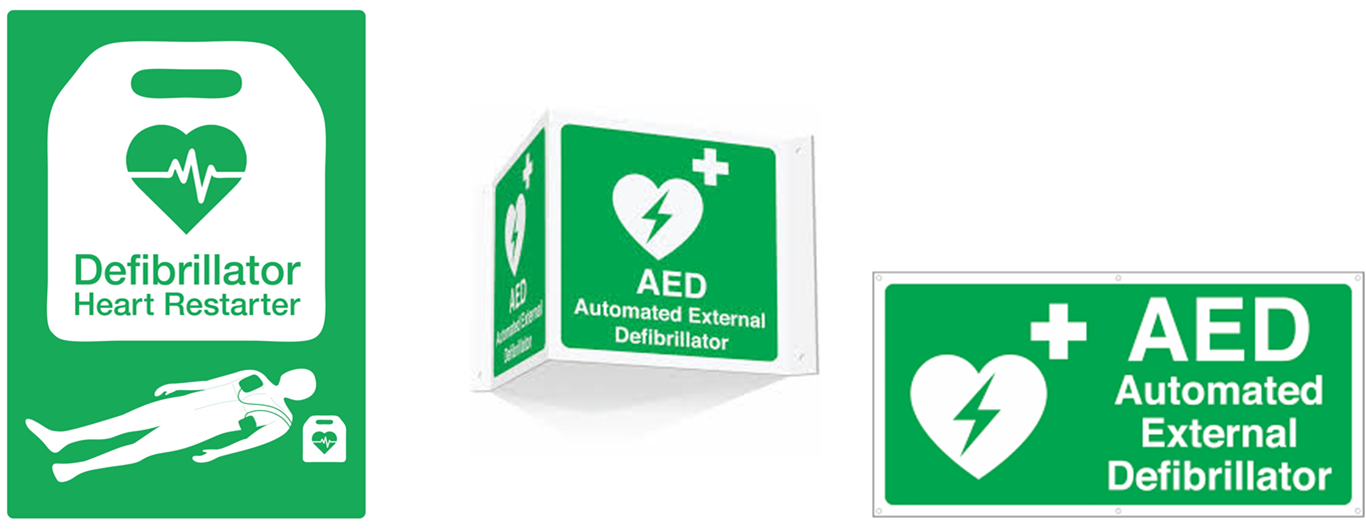 Defibrillator
Heart Restarter
AED
Automated External
Defibrillator
AED
Automated External
Defibrillator
AED
Automated
External
Defibrillator